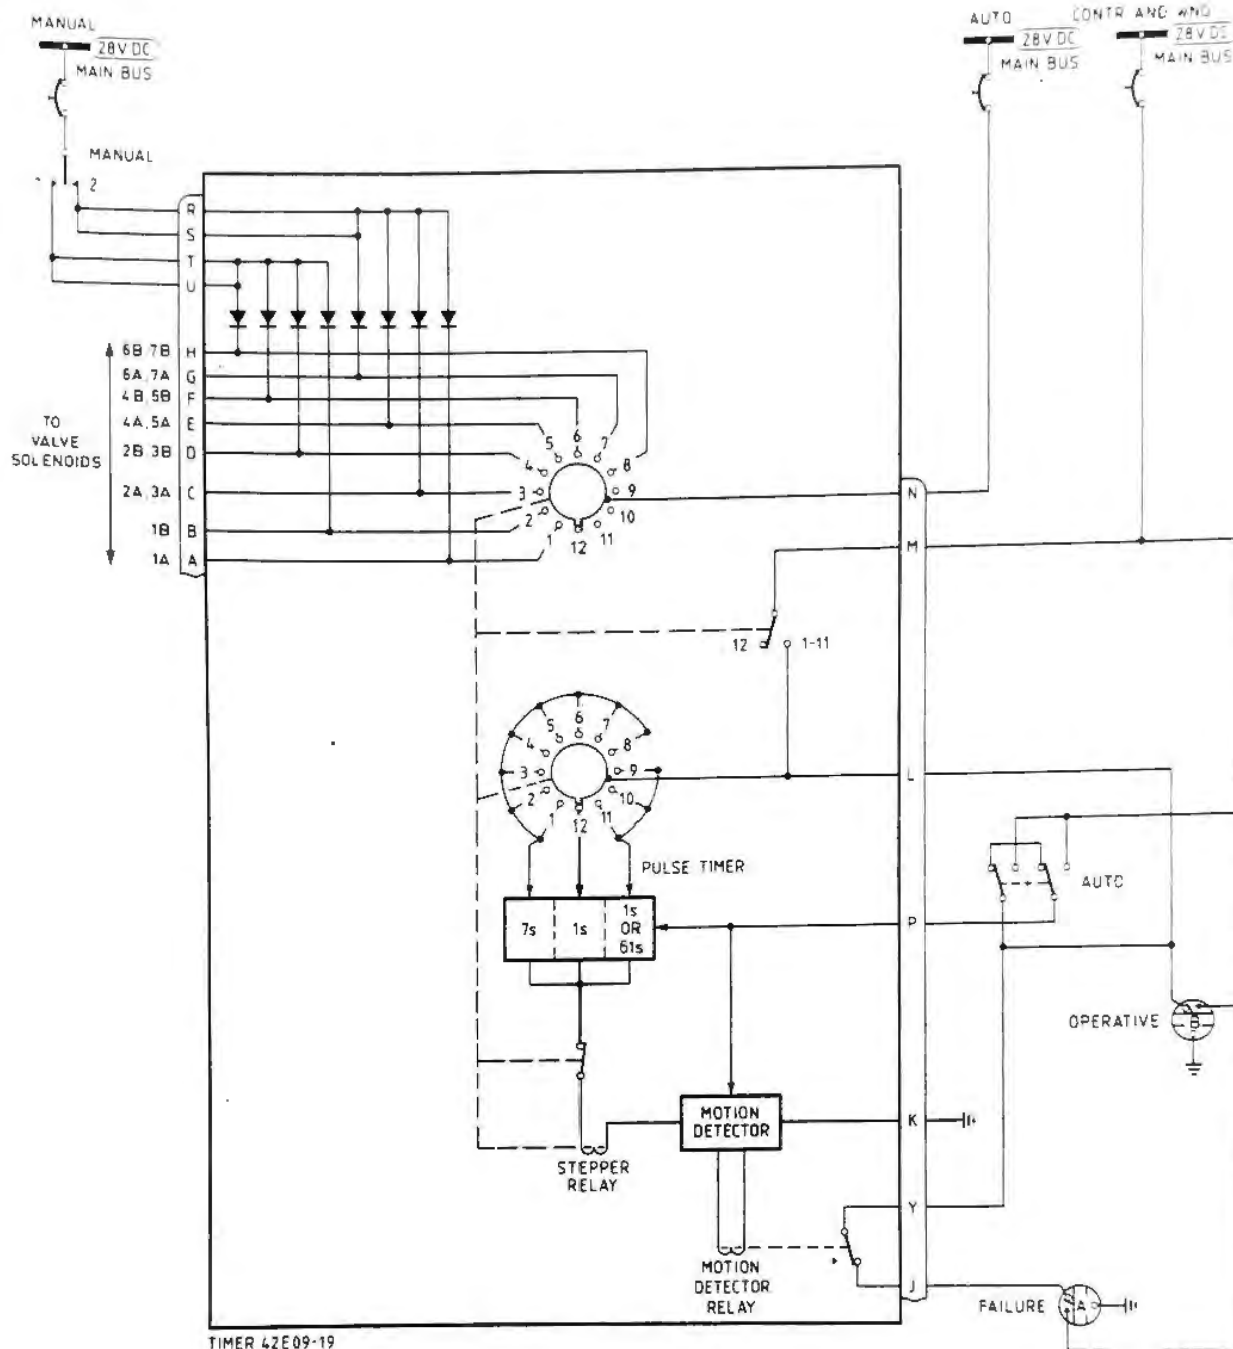 MANUAL
28V DC
MAIN BUS
AUTO
28V DC
MAIN BUS
CONTR AND WNG
28V DC
MAIN BUS
MANUAL
2
R
S
T
U
6B,7B H
6A,7A G
4B,5B F
4A,5A E
2B,3B D
2A,3A C
1B B
1A A
TO
VALVE
SOLENOIDS
1
2
3
4
5
6
7
8
9
10
11
12
N
M
12
1-11
1
2
3
4
5
6
7
8
9
10
11
12
L
PULSE TIMER
7s
1s
1s
OR
61s
AUTO
P
OPERATIVE
B
MOTION
DETECTOR
K
STEPPER
RELAY
Y
MOTION
DETECTOR
RELAY
J
FAILURE
A
TIMER 42E09-19